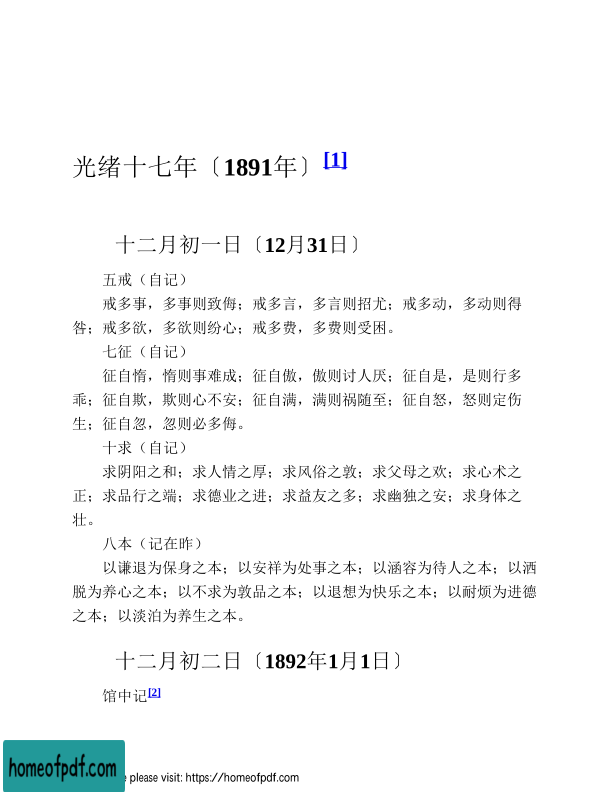 光绪十七年〔1891年〕[1]
十二月初一日〔12月31日〕
五戒（自记）
戒多事，多事则致侮；戒多言，多言则招尤；戒多动，多动则得
咎；戒多欲，多欲则纷心；戒多费，多费则受困。
七征（自记）
征自惰，惰则事难成；征自傲，傲则讨人厌；征自是，是则行多
乖；征自欺，欺则心不安；征自满，满则祸随至；征自怒，怒则定伤
生；征自忽，忽则必多侮。
十求（自记）
求阴阳之和；求人情之厚；求风俗之敦；求父母之欢；求心术之
正；求品行之端；求德业之进；求益友之多；求幽独之安；求身体之
壮。
八本（记在昨）
以谦退为保身之本；以安祥为处事之本；以涵容为待人之本；以洒
脱为养心之本；以不求为敦品之本；以退想为快乐之本；以耐烦为进德
之本；以淡泊为养生之本。
十二月初二日〔1892年1月1日〕
馆中记[2]
homeofpdf.com
e please visit: https://homeofpdf.com